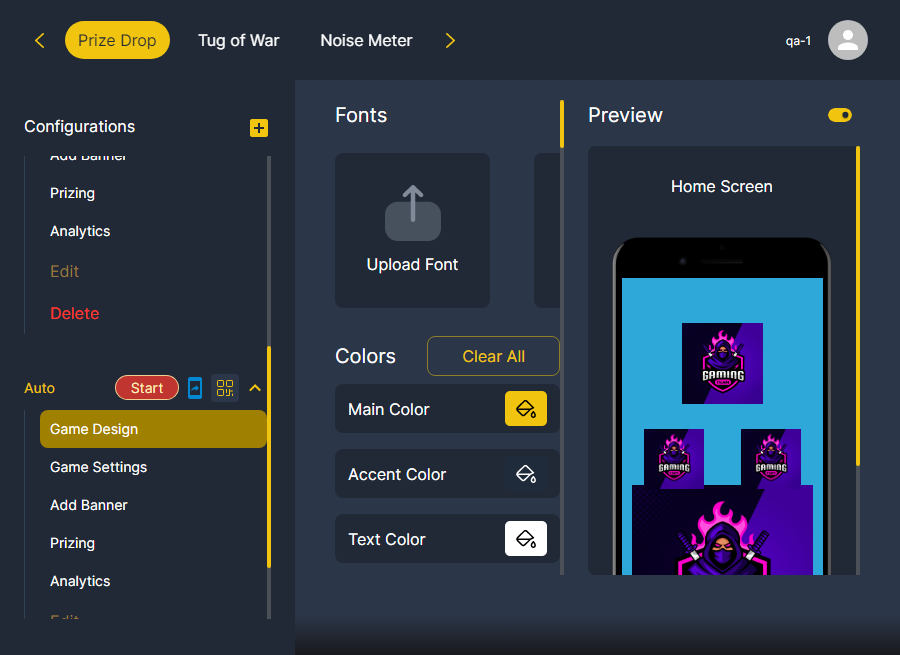 Prize Drop
Tug of War
Noise Meter
qa-1
Configurations
Add Banner
Prizing
Analytics
Edit
Delete
Auto
Start
Game Design
Game Settings
Add Banner
Prizing
Analytics
Edit
Fonts
Upload Font
Colors
Clear All
Main Color
Accent Color
Text Color
Preview
Home Screen
GAMING
GAMING
GAMING